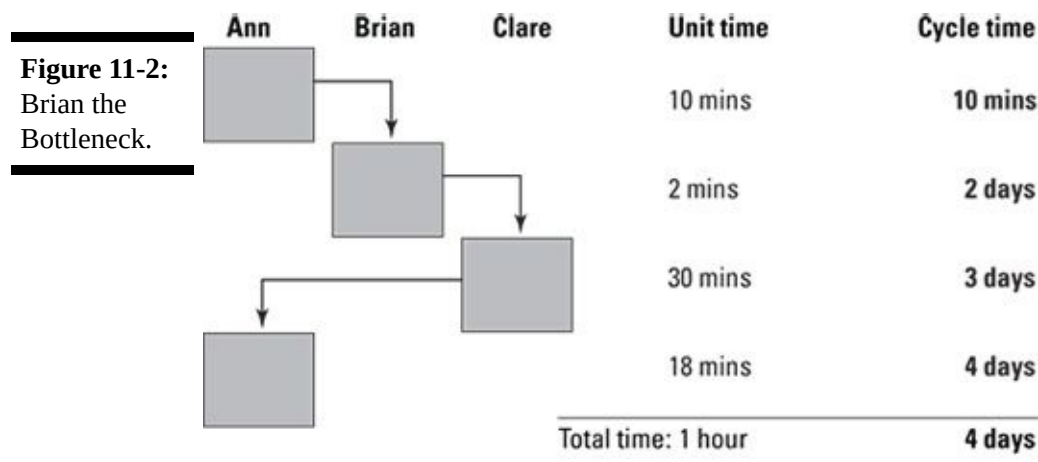 Figure 11-2:
Brian the
Bottleneck.
Ann Brian Clare Unit time Cycle time
10 mins 10 mins
2 mins 2 days
30 mins 3 days
18 mins 4 days
Total time: 1 hour 4 days